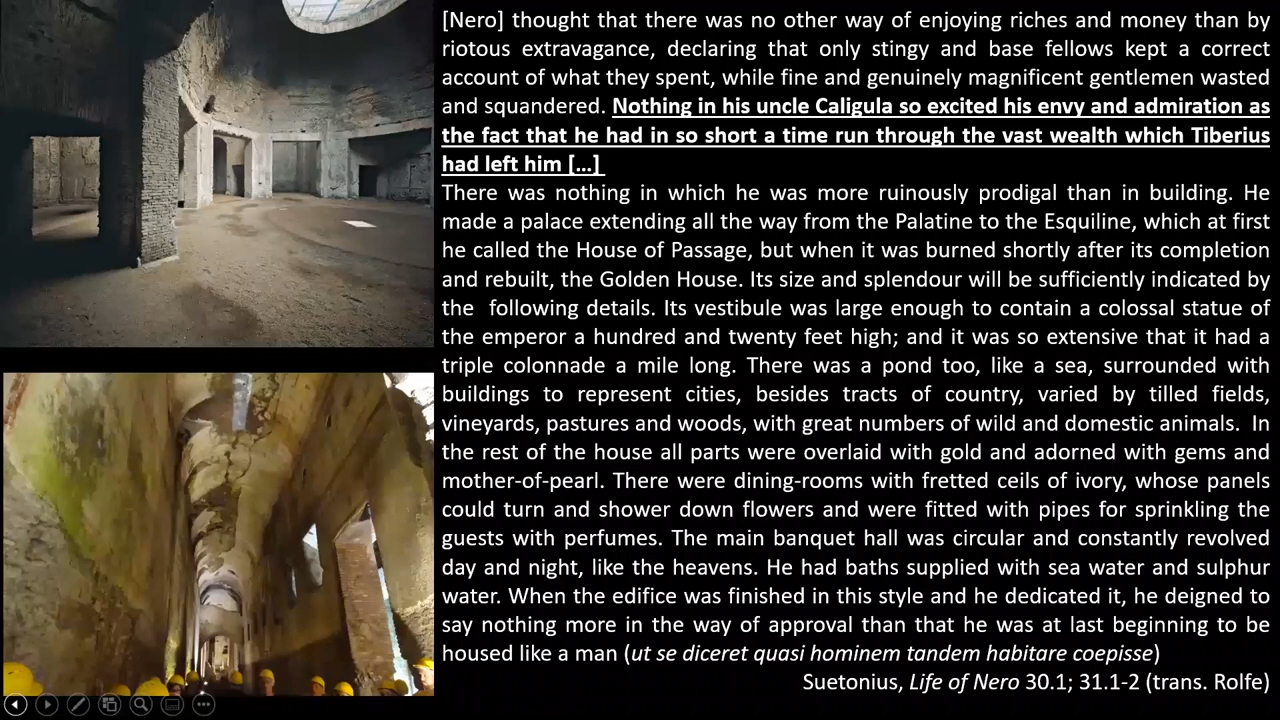 [Nero] thought that there was no other way of enjoying riches and money than by
riotous extravagance, declaring that only stingy and base fellows kept a correct
account of what they spent, while fine and genuinely magnificent gentlemen wasted
and squandered. Nothing in his uncle Caligula so excited his envy and admiration as
the fact that he had in so short a time run through the vast wealth which Tiberius
had left him [...]
There was nothing in which he was more ruinously prodigal than in building. He
made a palace extending all the way from the Palatine to the Esquiline, which at first
he called the House of Passage, but when it was burned shortly after its completion
and rebuilt, the Golden House. Its size and splendour will be sufficiently indicated by
the following details. Its vestibule was large enough to contain a colossal statue of
the emperor a hundred and twenty feet high; and it was so extensive that it had a
triple colonnade a mile long. There was a pond too, like a sea, surrounded with
buildings to represent cities, besides tracts of country, varied by tilled fields,
vineyards, pastures and woods, with great numbers of wild and domestic animals. In
the rest of the house all parts were overlaid with gold and adorned with gems and
mother-of-pearl. There were dining-rooms with fretted ceils of ivory, whose panels
could turn and shower down flowers and were fitted with pipes for sprinkling the
guests with perfumes. The main banquet hall was circular and constantly revolved
day and night, like the heavens. He had baths supplied with sea water and sulphur
water. When the edifice was finished in this style and he dedicated it, he deigned to
say nothing more in the way of approval than that he was at last beginning to be
housed like a man (ut se diceret quasi hominem tandem habitare coepisse)
Suetonius, Life of Nero 30.1; 31.1-2 (trans. Rolfe)